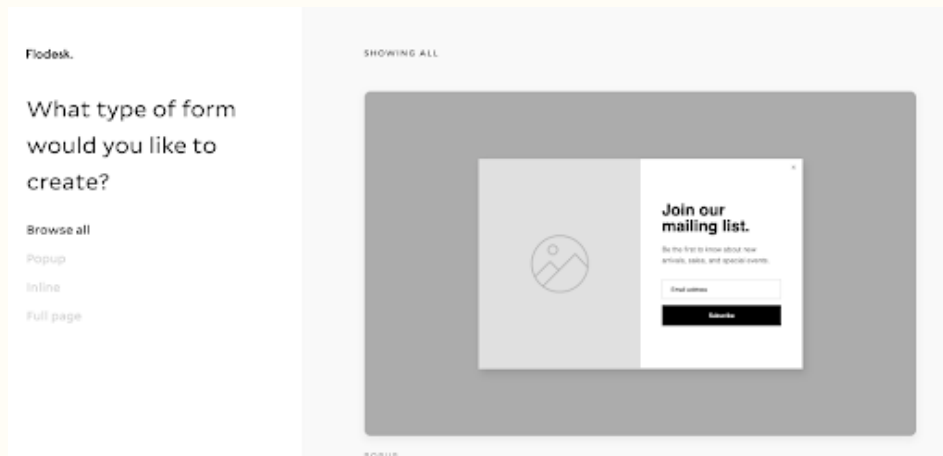 Flodesk.
What type of form
would you like to
create?
Browse all
Popup
Inline
Full page
SHOWING ALL
Join our
mailing list.
Be the first to know about new
arrivals, sales, and special events.
Email address
Subscribe
POPUP